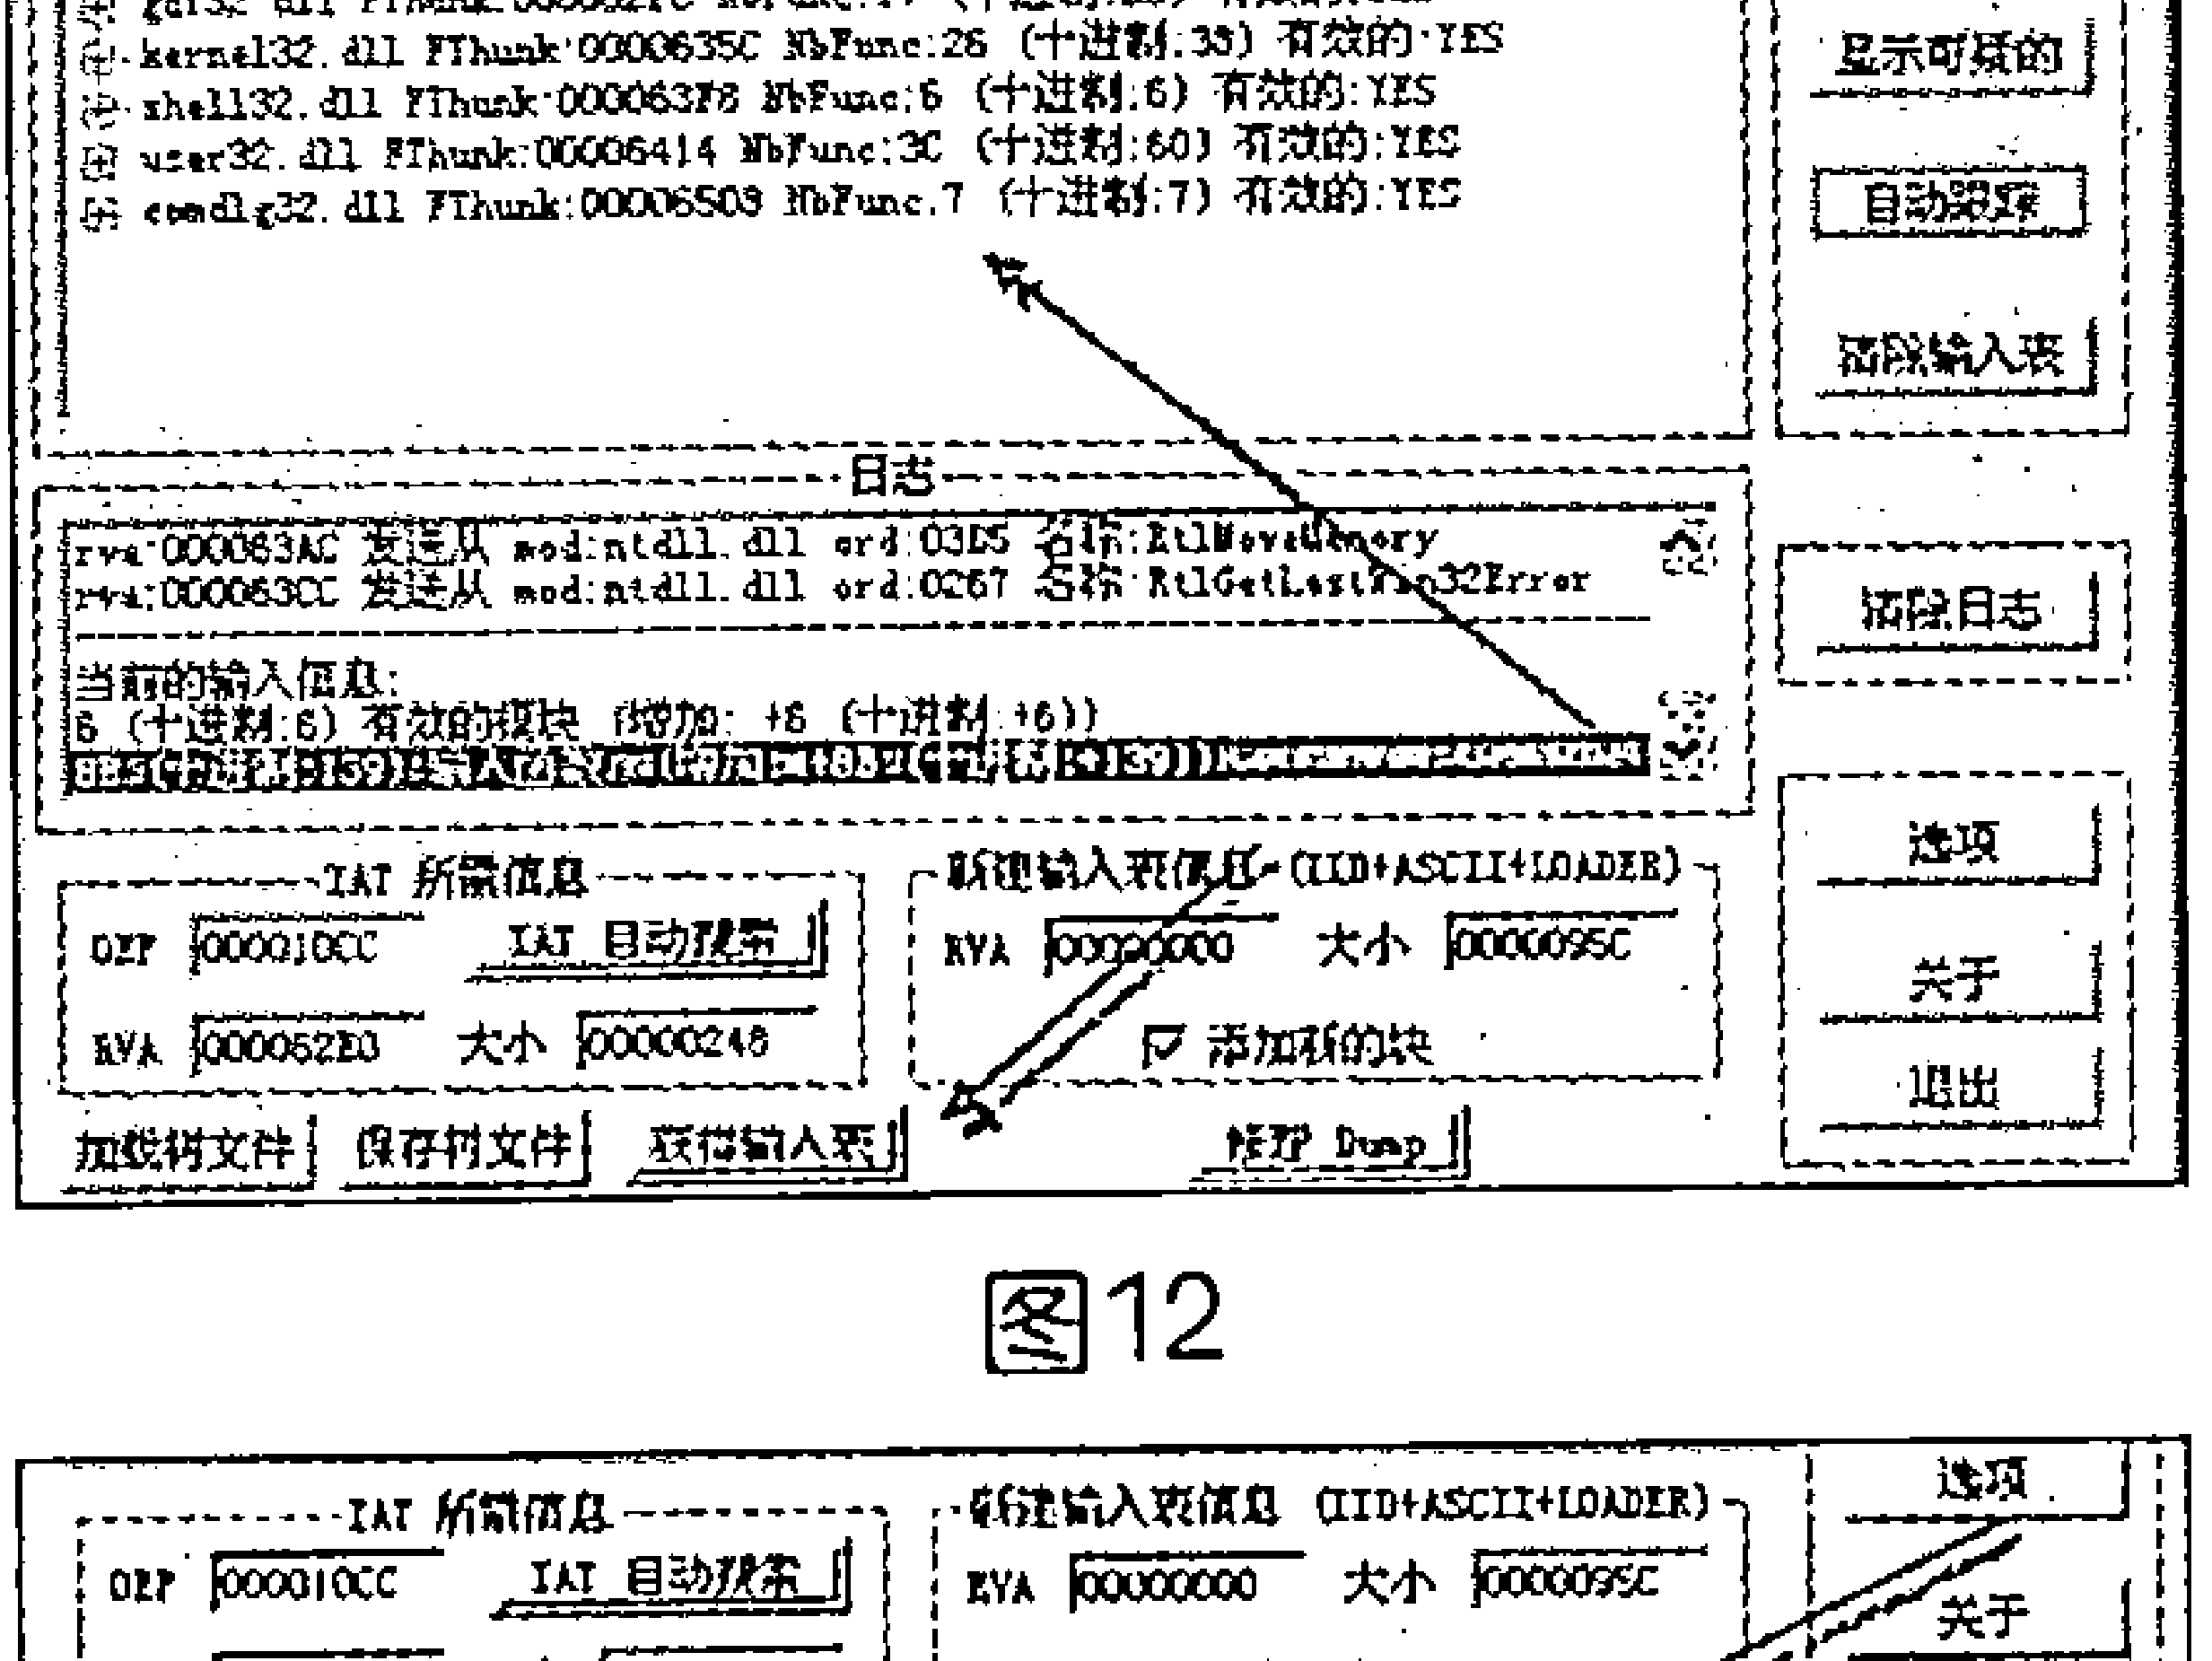 kernel32.dll FThunk:0000635C NbFunc:26 (十进制:38) 有效的:YES
显示可疑的
shell32.dll FThunk:000063F8 NbFunc:6 (十进制:6) 有效的:YES
user32.dll FThunk:00006414 NbFunc:3C (十进制:60) 有效的:YES
自动跟踪
comdlg32.dll FThunk:00006508 NbFunc:7 (十进制:7) 有效的:YES
清除输入表
日志
rva:000063AC 发送从 mod:ntdll.dll ord:03D5 名称:RtlMoveMemory
rva:000063CC 发送从 mod:ntdll.dll ord:0267 名称:RtlGetLastWin32Error
清除日志
当前的输入信息:
6 (十进制:6) 有效的模块 (增加: +6 (十进制:+6))
选项
IAT 所需信息
新建输入表信息 (IID+ASCII+LOADER)
OEP 000010CC IAT 自动搜索
RVA 00000000 大小 0000095C
关于
RVA 000062E0 大小 00000248
添加新的块
退出
加载树文件 保存树文件 获得输入表 修理 Dump
图12
IAT 所需信息
新建输入表信息 (IID+ASCII+LOADER)
选项
OEP 000010CC IAT 自动搜索
RVA 00000000 大小 0000095C
关于